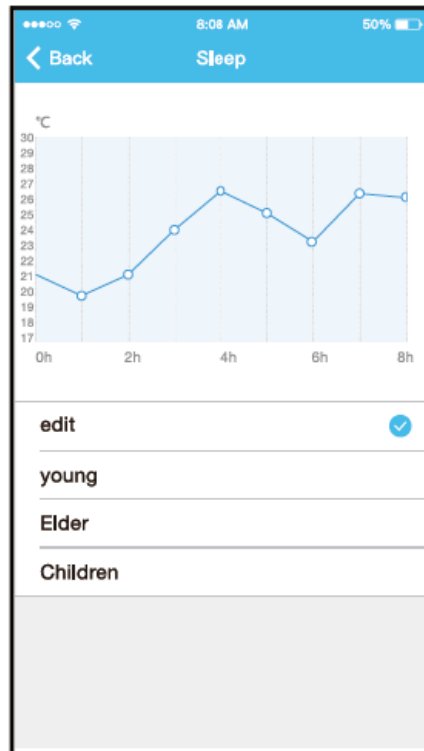 8:08 AM 50%
Back Sleep
°C
30
29
28
27
26
25
24
23
22
21
20
19
18
17
0h 2h 4h 6h 8h
edit
young
Elder
Children